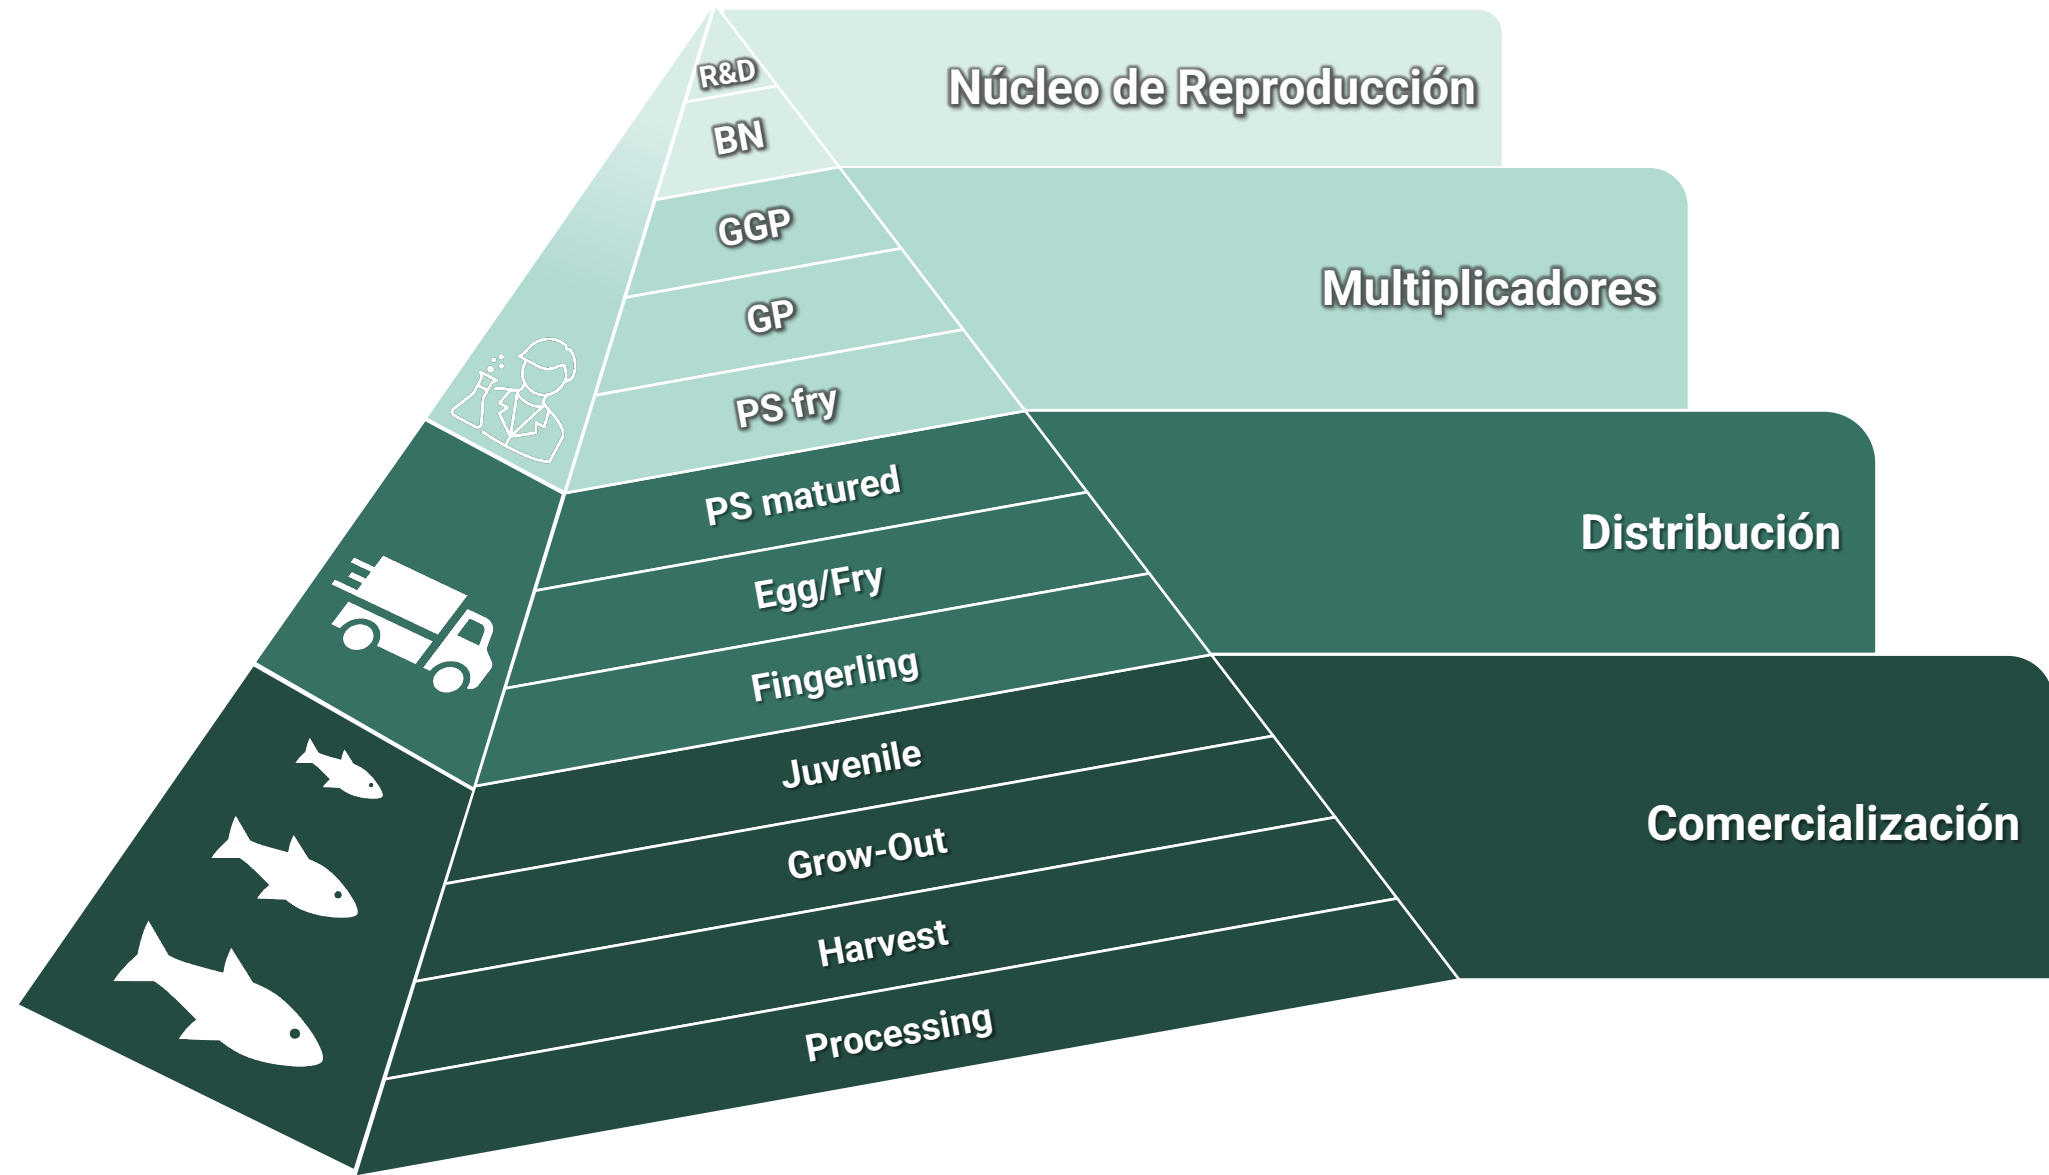 R&D
BN
Núcleo de Reproducción
GGP
GP
PS fry
Multiplicadores
PS matured
Egg/Fry
Fingerling
Distribución
Juvenile
Grow-Out
Harvest
Processing
Comercialización